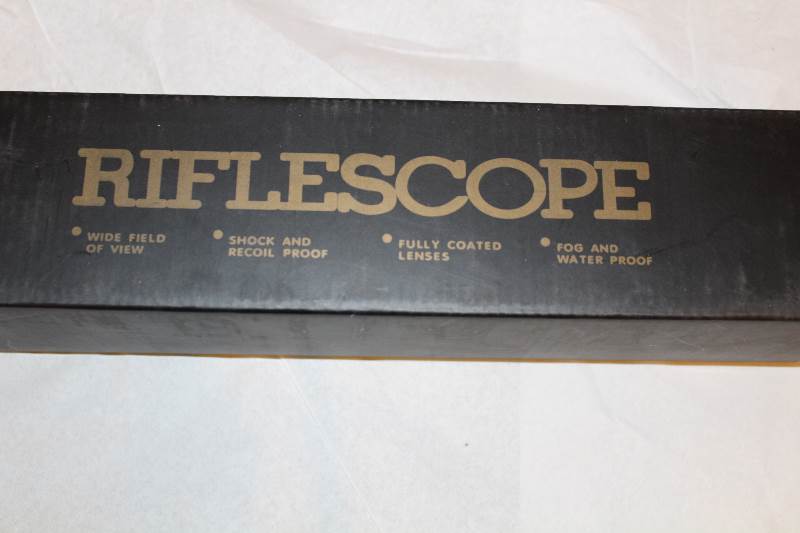 RIFLESCOPE
• WIDE FIELD
OF VIEW
• SHOCK AND
RECOIL PROOF
• FULLY COATED
LENSES
• FOG AND
WATER PROOF